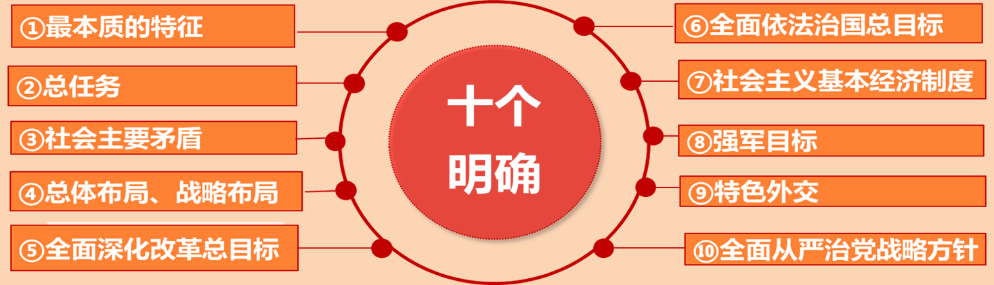 ①最本质的特征
②总任务
③社会主要矛盾
④总体布局、战略布局
⑤全面深化改革总目标
十个
明确
⑥全面依法治国总目标
⑦社会主义基本经济制度
⑧强军目标
⑨特色外交
⑩全面从严治党战略方针